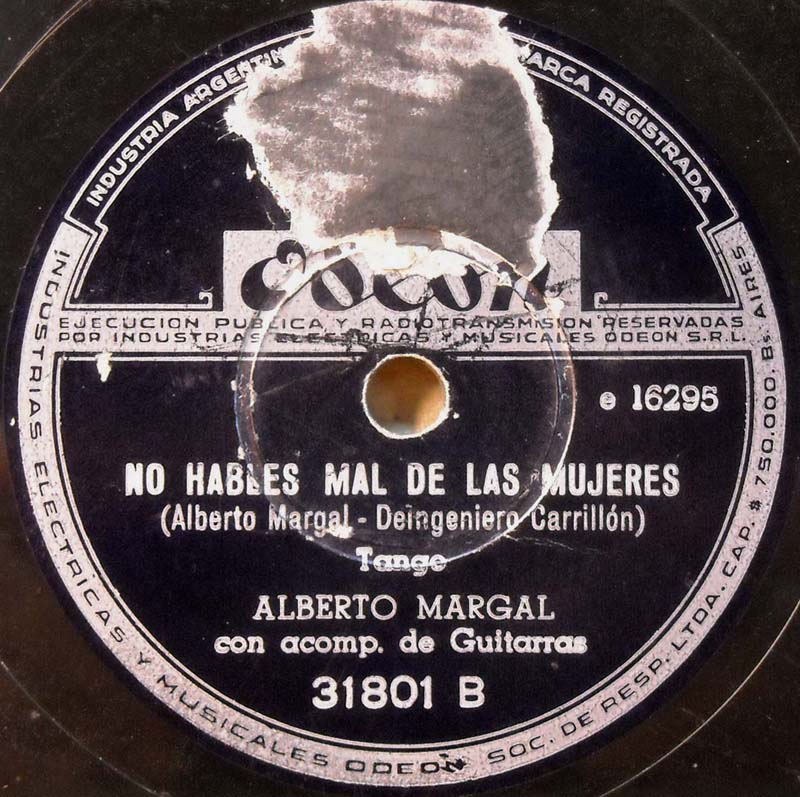 INDUSTRIA ARGENTIN
MARCA REGISTRADA
Odeon
EJECUCION PUBLICA Y RADIOTRANSMISION RESERVADAS
POR INDUSTRIAS ELECTRICAS Y MUSICALES ODEON S.R.L.
e 16295
NO HABLES MAL DE LAS MUJERES
(Alberto Margal - Deingeniero Carrillón)
Tango
ALBERTO MARGAL
con acomp. de Guitarras
31801 B
INDUSTRIAS ELECTRICAS Y MUSICALES ODEON SOC. DE RESP. LTDA. CAP. $ 750.000. Bs. AIRES